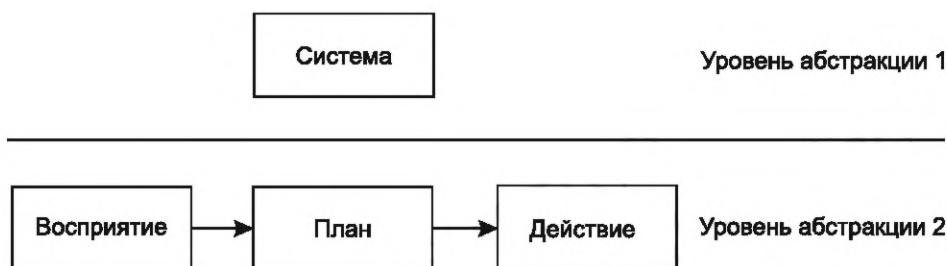 Система
Уровень абстракции 1
Восприятие
План
Действие
Уровень абстракции 2